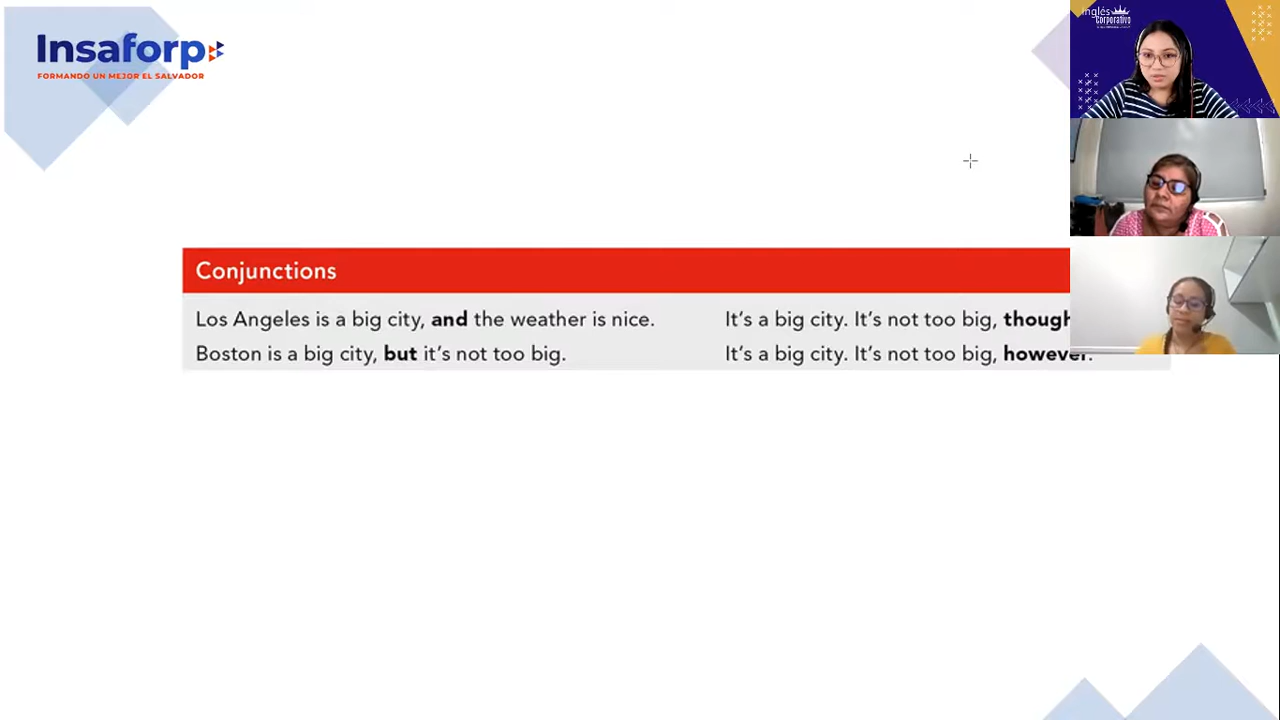 Insaforp
FORMANDO UN MEJOR EL SALVADOR
inglés
corporativo
Conjunctions
Los Angeles is a big city, and the weather is nice.
It's a big city. It's not too big, though
Boston is a big city, but it's not too big.
It's a big city. It's not too big, however.